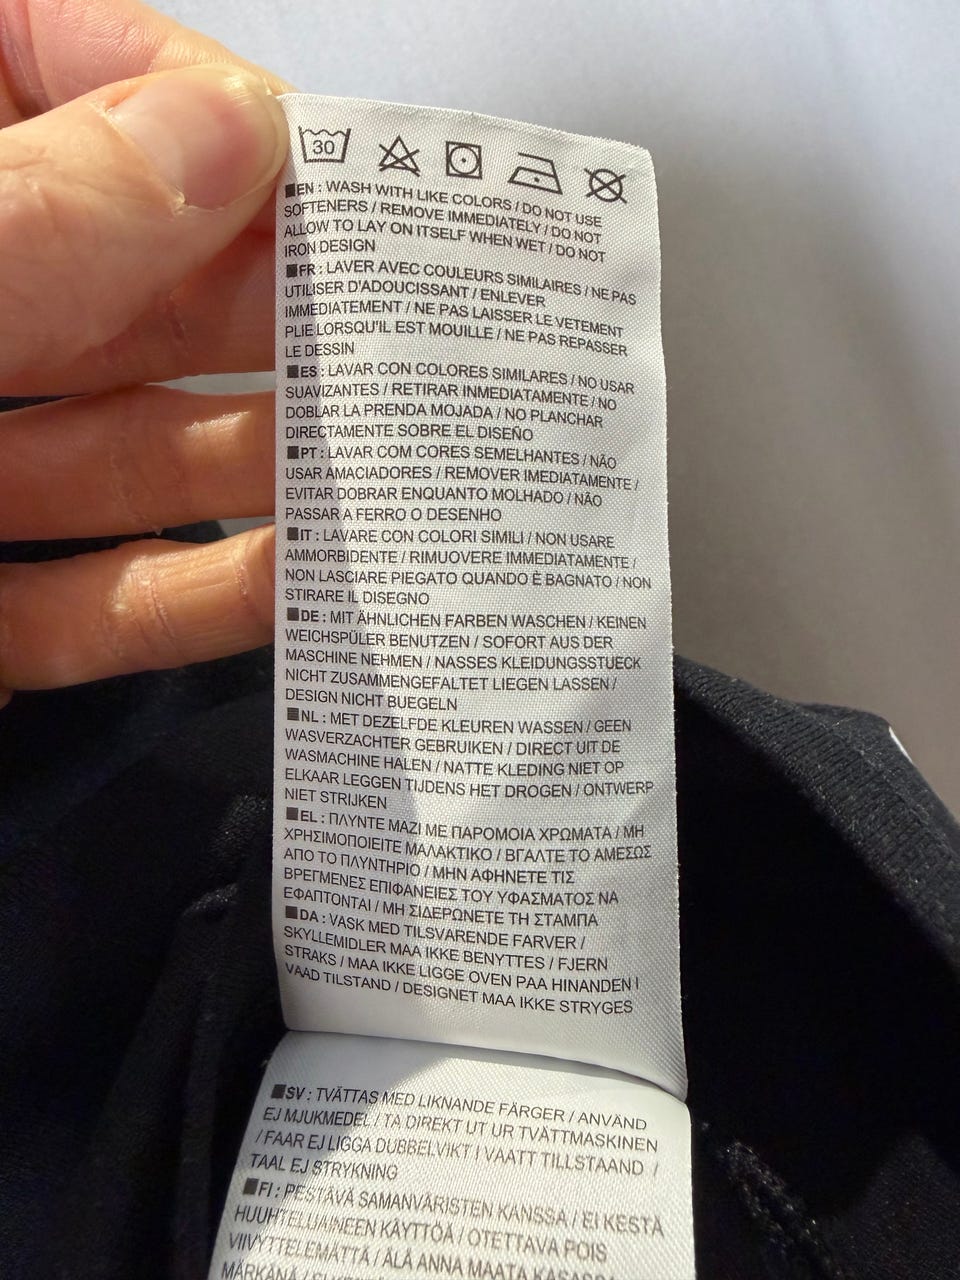 30
EN : WASH WITH LIKE COLORS / DO NOT USE
SOFTENERS / REMOVE IMMEDIATELY / DO NOT
ALLOW TO LAY ON ITSELF WHEN WET / DO NOT
IRON DESIGN
FR : LAVER AVEC COULEURS SIMILAIRES / NE PAS
UTILISER D'ADOUCISSANT / ENLEVER
IMMEDIATEMENT / NE PAS LAISSER LE VETEMENT
PLIE LORSQU'IL EST MOUILLE / NE PAS REPASSER
LE DESSIN
ES : LAVAR CON COLORES SIMILARES / NO USAR
SUAVIZANTES / RETIRAR INMEDIATAMENTE / NO
DOBLAR LA PRENDA MOJADA / NO PLANCHAR
DIRECTAMENTE SOBRE EL DISEÑO
PT : LAVAR COM CORES SEMELHANTES / NÃO
USAR AMACIADORES / REMOVER IMEDIATAMENTE /
EVITAR DOBRAR ENQUANTO MOLHADO / NÃO
PASSAR A FERRO O DESENHO
IT : LAVARE CON COLORI SIMILI / NON USARE
AMMORBIDENTE / RIMUOVERE IMMEDIATAMENTE /
NON LASCIARE PIEGATO QUANDO È BAGNATO / NON
STIRARE IL DISEGNO
DE : MIT ÄHNLICHEN FARBEN WASCHEN / KEINEN
WEICHSPÜLER BENUTZEN / SOFORT AUS DER
MASCHINE NEHMEN / NASSES KLEIDUNGSSTUECK
NICHT ZUSAMMENGEFALTET LIEGEN LASSEN /
DESIGN NICHT BUEGELN
NL : MET DEZELFDE KLEUREN WASSEN / GEEN
WASVERZACHTER GEBRUIKEN / DIRECT UIT DE
WASMACHINE HALEN / NATTE KLEDING NIET OP
ELKAAR LEGGEN TIJDENS HET DROGEN / ONTWERP
NIET STRIJKEN
EL : ΠΛΥΝΤΕ ΜΑΖΙ ΜΕ ΠΑΡΟΜΟΙΑ ΧΡΩΜΑΤΑ / ΜΗ
ΧΡΗΣΙΜΟΠΟΙΕΙΤΕ ΜΑΛΑΚΤΙΚΟ / ΒΓΑΛΤΕ ΤΟ ΑΜΕΣΩΣ
ΑΠΟ ΤΟ ΠΛΥΝΤΗΡΙΟ / ΜΗΝ ΑΦΗΝΕΤΕ ΤΙΣ
ΒΡΕΓΜΕΝΕΣ ΕΠΙΦΑΝΕΙΕΣ ΤΟΥ ΥΦΑΣΜΑΤΟΣ ΝΑ
ΕΦΑΠΤΟΝΤΑΙ / ΜΗ ΣΙΔΕΡΩΝΕΤΕ ΤΗ ΣΤΑΜΠΑ
DA : VASK MED TILSVARENDE FARVER /
SKYLLEMIDLER MAA IKKE BENYTTES / FJERN
STRAKS / MAA IKKE LIGGE OVEN PAA HINANDEN I
VAAD TILSTAND / DESIGNET MAA IKKE STRYGES
SV : TVÄTTAS MED LIKNANDE FÄRGER / ANVÄND
EJ MJUKMEDEL / TA DIREKT UT UR TVÄTTMASKINEN
/ FAAR EJ LIGGA DUBBELVIKT I VAATT TILLSTAAND /
TAAL EJ STRYKNING
FI : PESTÄVÄ SAMANVÄRISTEN KANSSA / EI KESTÄ
HUUHTELUAINEEN KÄYTTÖÄ / OTETTAVA POIS
VIIVYTTELEMÄTTÄ / ÄLÄ ANNA MAATA KASASSA
MÄRKÄNÄ